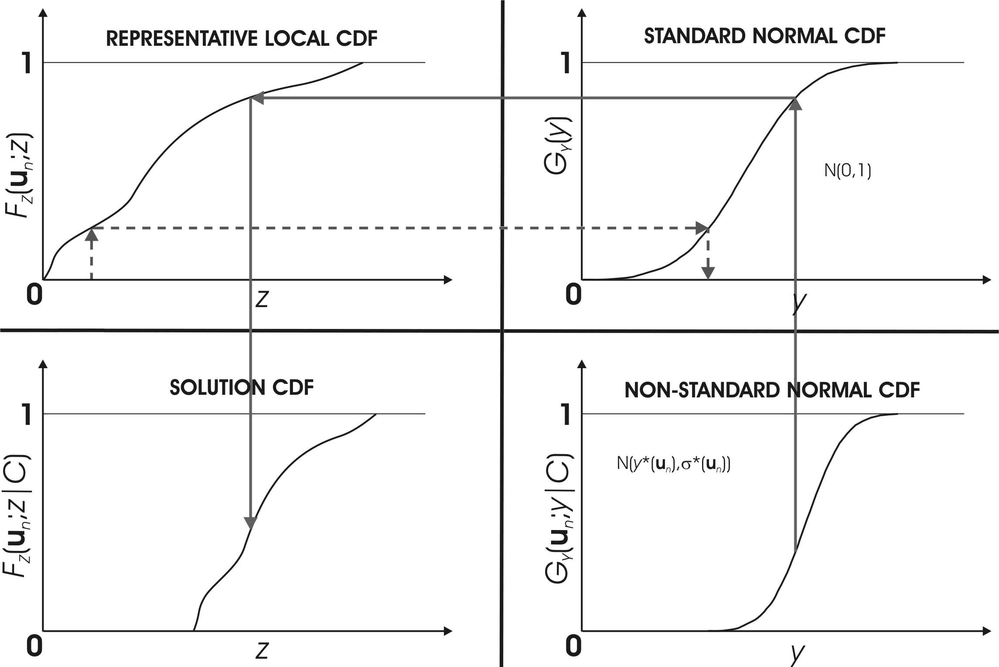 REPRESENTATIVE LOCAL CDF
1
F_Z(u_n;z)
0
z
STANDARD NORMAL CDF
1
G_Y(y)
N(0,1)
0
y
SOLUTION CDF
1
F_Z(u_n;z|C)
0
z
NON-STANDARD NORMAL CDF
1
G_Y(u_n;y|C)
N(y*(u_n),σ*(u_n))
0
y